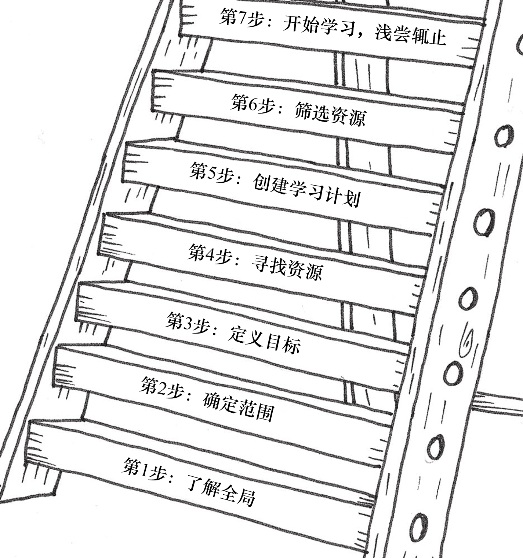 第7步：开始学习，浅尝辄止
第6步：筛选资源
第5步：创建学习计划
第4步：寻找资源
第3步：定义目标
第2步：确定范围
第1步：了解全局